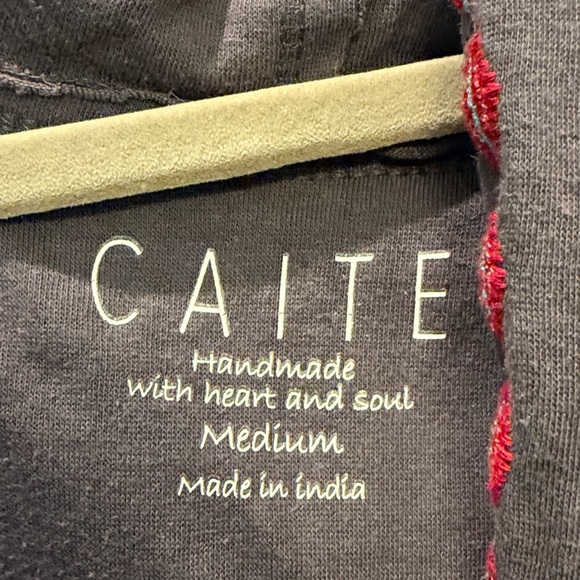 CAITE
Handmade
with heart and soul
Medium
Made in india